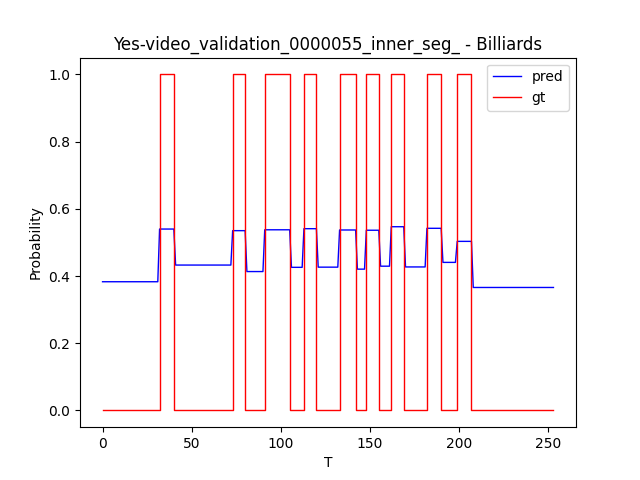 Yes-video_validation_0000055_inner_seg_ - Billiards
pred
gt
1.0
0.8
0.6
0.4
0.2
0.0
Probability
0
50
100
150
200
250
T